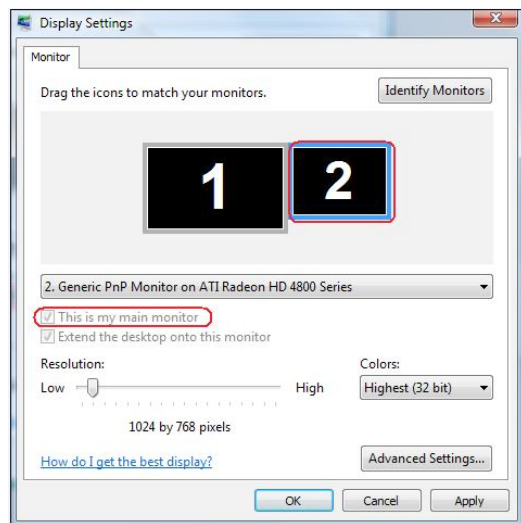 Display Settings
Monitor
Drag the icons to match your monitors.
Identify Monitors
1
2
2. Generic PnP Monitor on ATI Radeon HD 4800 Series
This is my main monitor
Extend the desktop onto this monitor
Resolution:
Colors:
Low
High
Highest (32 bit)
1024 by 768 pixels
How do I get the best display?
Advanced Settings...
OK
Cancel
Apply